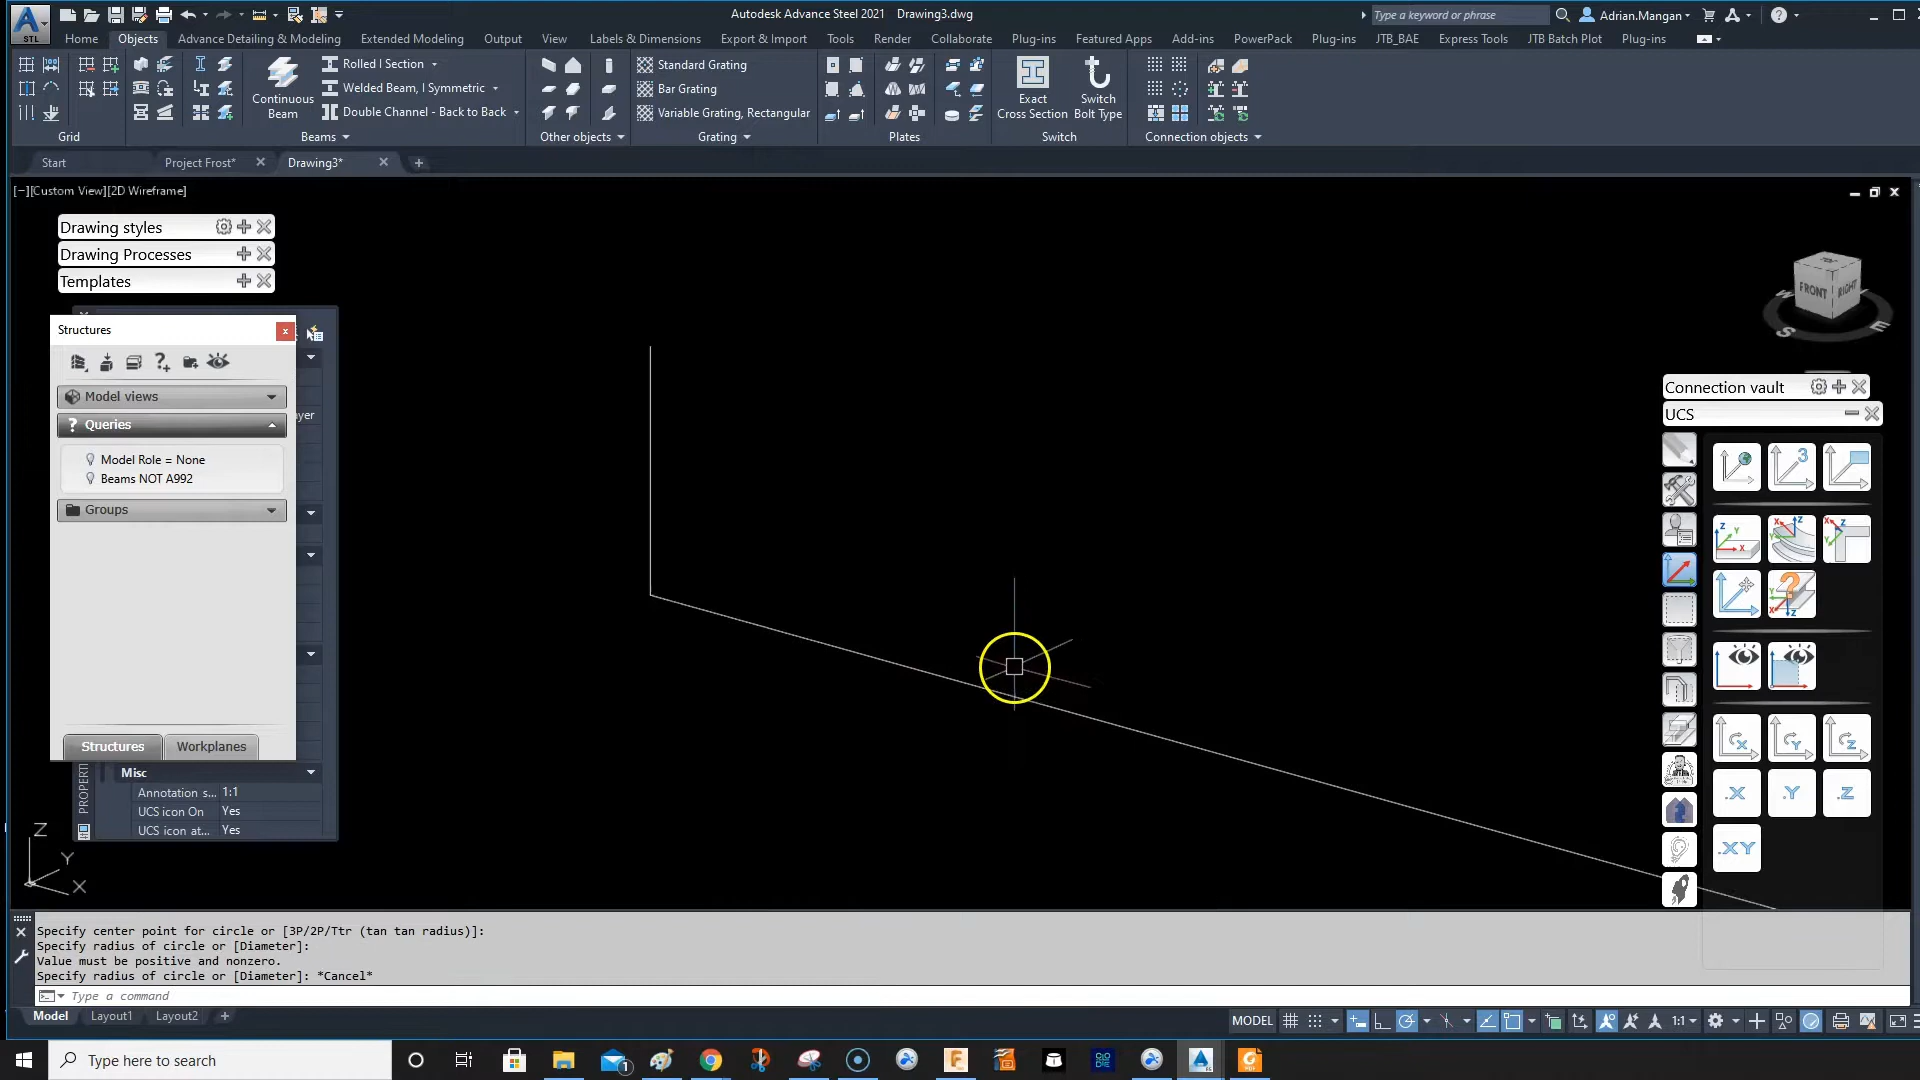 Autodesk Advance Steel 2021 Drawing3.dwg
Type a keyword or phrase
Adrian.Mangan
STL
Home Objects Advance Detailing & Modeling Extended Modeling Output View Labels & Dimensions Export & Import Tools Render Collaborate Plug-ins Featured Apps Add-ins PowerPack Plug-ins JTB_BAE Express Tools JTB Batch Plot Plug-ins
Rolled I Section
Welded Beam, I Symmetric
Double Channel - Back to Back
Continuous
Beam
Standard Grating
Bar Grating
Variable Grating, Rectangular
Exact
Cross Section
Switch
Bolt Type
Grid Beams Other objects Grating Plates Switch Connection objects
Start Project Frost* Drawing3*
[−][Custom View][2D Wireframe]
Drawing styles
Drawing Processes
Templates
Structures
Model views
? Queries
Model Role = None
Beams NOT A992
Groups
Structures Workplanes
ayer
PROPERTI
Misc
Annotation s... 1:1
UCS icon On Yes
UCS icon at... Yes
Z
Y
X
TOP
FRONT
RIGHT
W
S
E
Connection vault
UCS
3
Z Y X
X Z Y
X Z Y
X Y Z
X Y Z
.X .Y .Z
.XY
Specify center point for circle or [3P/2P/Ttr (tan tan radius)]:
Specify radius of circle or [Diameter]:
Value must be positive and nonzero.
Specify radius of circle or [Diameter]: *Cancel*
Type a command
Model Layout1 Layout2 +
MODEL 1:1
Type here to search
1